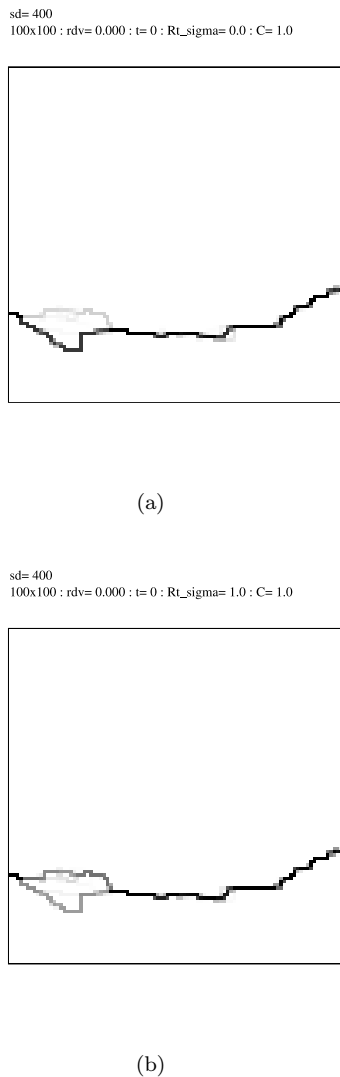 sd= 400
100x100 : rdv= 0.000 : t= 0 : Rt_sigma= 0.0 : C= 1.0
(a)
sd= 400
100x100 : rdv= 0.000 : t= 0 : Rt_sigma= 1.0 : C= 1.0
(b)